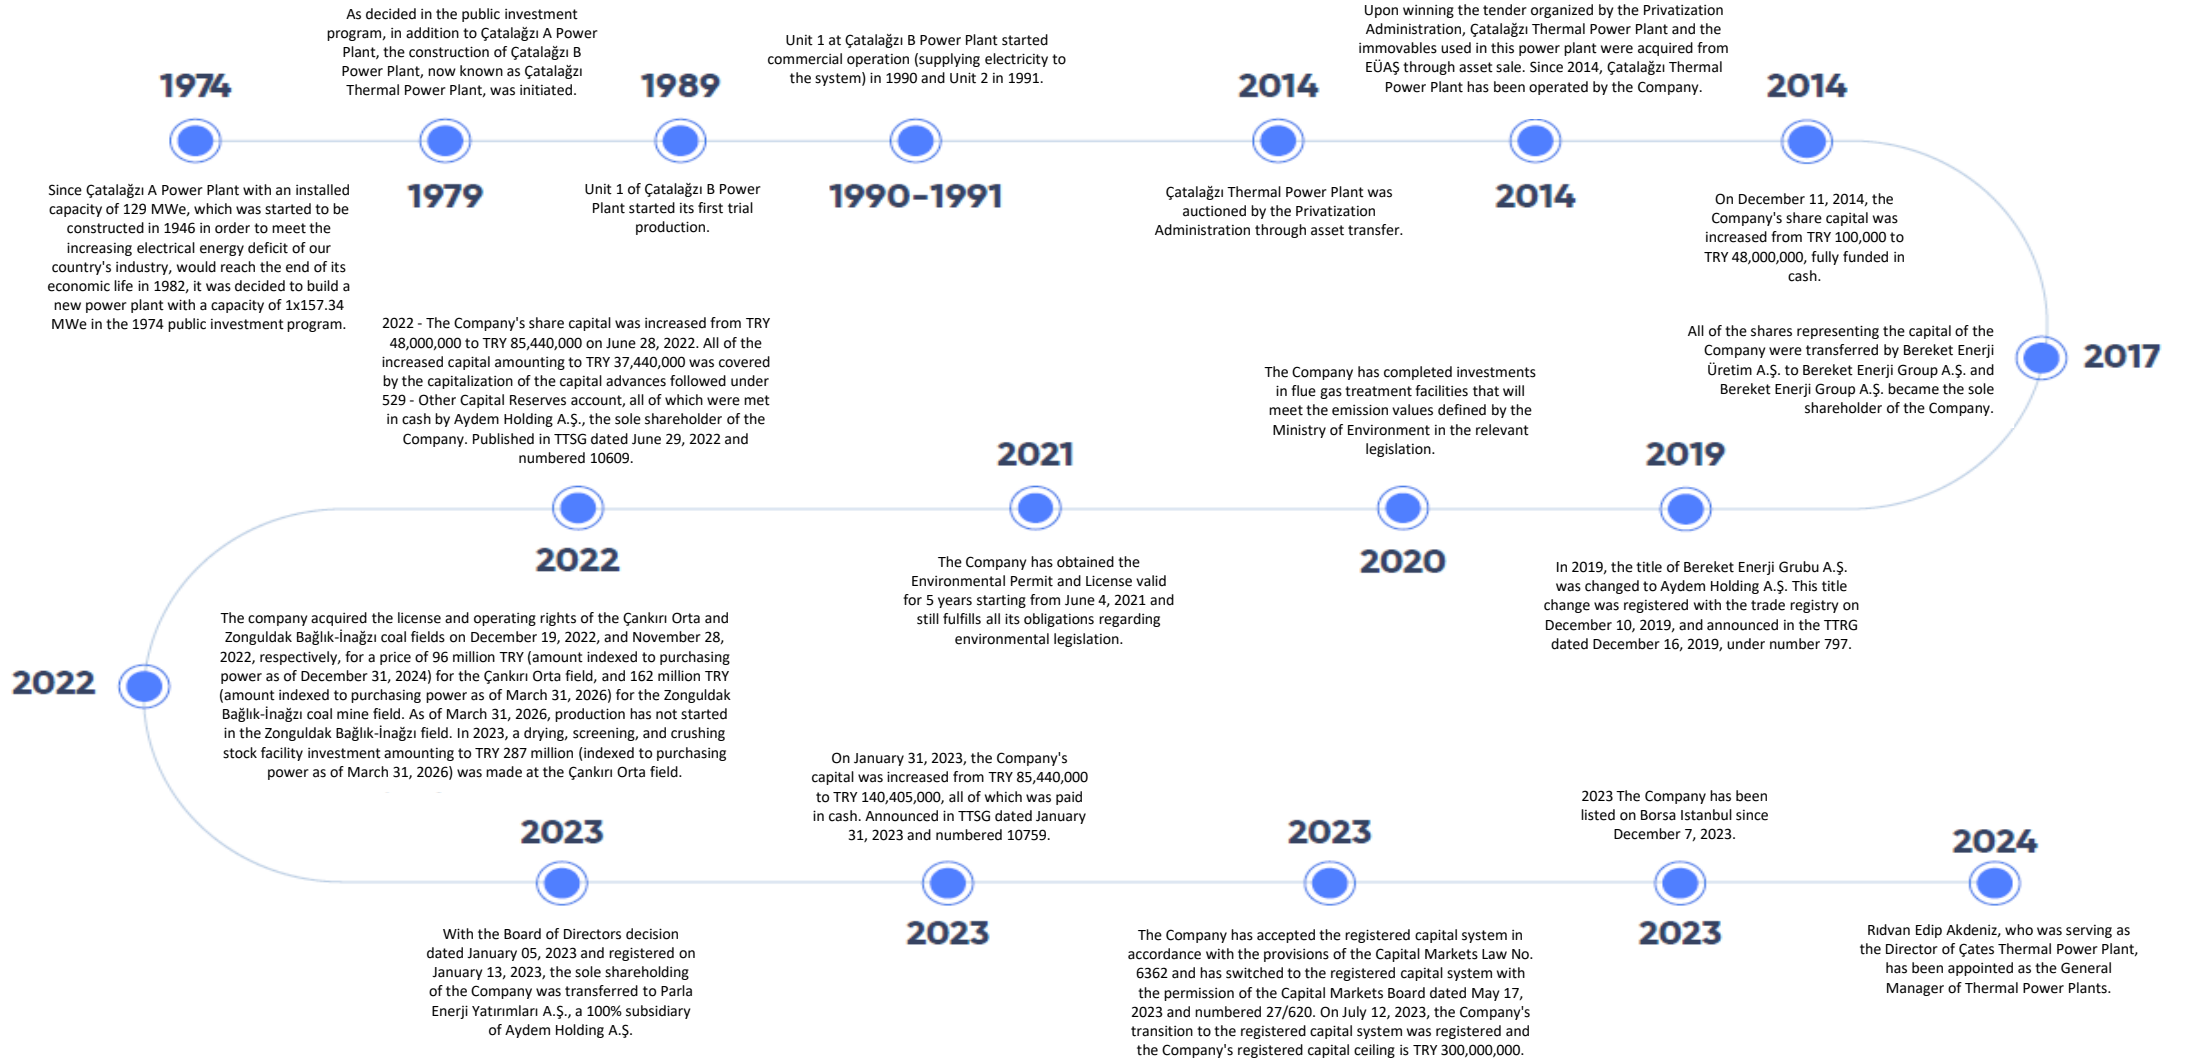 1974
Since Çatalağzı A Power Plant with an installed
capacity of 129 MWe, which was started to be
constructed in 1946 in order to meet the
increasing electrical energy deficit of our
country's industry, would reach the end of its
economic life in 1982, it was decided to build a
new power plant with a capacity of 1x157.34
MWe in the 1974 public investment program.
As decided in the public investment
program, in addition to Çatalağzı A Power
Plant, the construction of Çatalağzı B
Power Plant, now known as Çatalağzı
Thermal Power Plant, was initiated.
1979
1989
Unit 1 of Çatalağzı B Power
Plant started its first trial
production.
Unit 1 at Çatalağzı B Power Plant started
commercial operation (supplying electricity to
the system) in 1990 and Unit 2 in 1991.
1990-1991
2014
Çatalağzı Thermal Power Plant was
auctioned by the Privatization
Administration through asset transfer.
Upon winning the tender organized by the Privatization
Administration, Çatalağzı Thermal Power Plant and the
immovables used in this power plant were acquired from
EÜAŞ through asset sale. Since 2014, Çatalağzı Thermal
Power Plant has been operated by the Company.
2014
2014
On December 11, 2014, the
Company's share capital was
increased from TRY 100,000 to
TRY 48,000,000, fully funded in
cash.
2017
All of the shares representing the capital of the
Company were transferred by Bereket Enerji
Üretim A.Ş. to Bereket Enerji Group A.Ş. and
Bereket Enerji Group A.Ş. became the sole
shareholder of the Company.
2019
In 2019, the title of Bereket Enerji Grubu A.Ş.
was changed to Aydem Holding A.Ş. This title
change was registered with the trade registry on
December 10, 2019, and announced in the TTRG
dated December 16, 2019, under number 797.
The Company has completed investments
in flue gas treatment facilities that will
meet the emission values defined by the
Ministry of Environment in the relevant
legislation.
2020
2021
The Company has obtained the
Environmental Permit and License valid
for 5 years starting from June 4, 2021 and
still fulfills all its obligations regarding
environmental legislation.
2022 - The Company's share capital was increased from TRY
48,000,000 to TRY 85,440,000 on June 28, 2022. All of the
increased capital amounting to TRY 37,440,000 was covered
by the capitalization of the capital advances followed under
529 - Other Capital Reserves account, all of which were met
in cash by Aydem Holding A.Ş., the sole shareholder of the
Company. Published in TTSG dated June 29, 2022 and
numbered 10609.
2022
2022
The company acquired the license and operating rights of the Çankırı Orta and
Zonguldak Bağlık-İnağzı coal fields on December 19, 2022, and November 28,
2022, respectively, for a price of 96 million TRY (amount indexed to purchasing
power as of December 31, 2024) for the Çankırı Orta field, and 162 million TRY
(amount indexed to purchasing power as of March 31, 2026) for the Zonguldak
Bağlık-İnağzı coal mine field. As of March 31, 2026, production has not started
in the Zonguldak Bağlık-İnağzı field. In 2023, a drying, screening, and crushing
stock facility investment amounting to TRY 287 million (indexed to purchasing
power as of March 31, 2026) was made at the Çankırı Orta field.
2023
With the Board of Directors decision
dated January 05, 2023 and registered on
January 13, 2023, the sole shareholding
of the Company was transferred to Parla
Enerji Yatırımları A.Ş., a 100% subsidiary
of Aydem Holding A.Ş.
On January 31, 2023, the Company's
capital was increased from TRY 85,440,000
to TRY 140,405,000, all of which was paid
in cash. Announced in TTSG dated January
31, 2023 and numbered 10759.
2023
2023
The Company has accepted the registered capital system in
accordance with the provisions of the Capital Markets Law No.
6362 and has switched to the registered capital system with
the permission of the Capital Markets Board dated May 17,
2023 and numbered 27/620. On July 12, 2023, the Company's
transition to the registered capital system was registered and
the Company's registered capital ceiling is TRY 300,000,000.
2023 The Company has been
listed on Borsa Istanbul since
December 7, 2023.
2023
2024
Rıdvan Edip Akdeniz, who was serving as
the Director of Çates Thermal Power Plant,
has been appointed as the General
Manager of Thermal Power Plants.